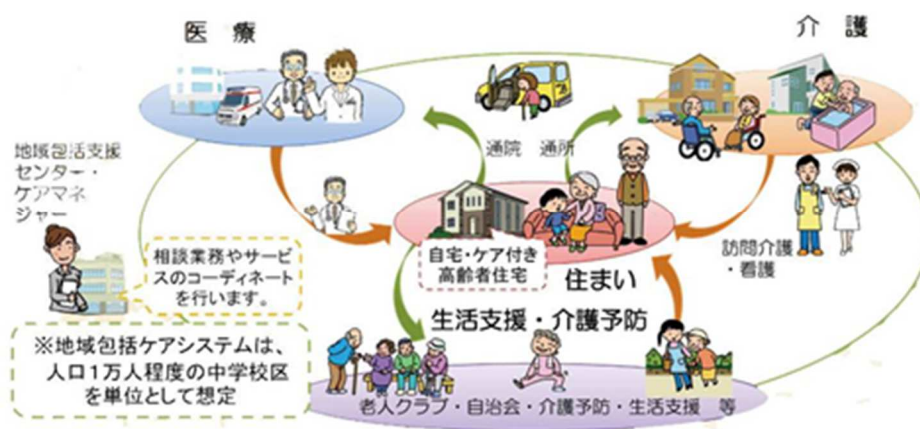 医療
介護
通院 通所
地域包活支援
センター・
ケアマネ
ジャー
相談業務やサービ
スのコーディネート
を行います。
自宅・ケア付き
高齢者住宅
住まい
訪問介護
・看護
生活支援・介護予防
※地域包括ケアシステムは、
人口1万人程度の中学校区
を単位として想定
老人クラブ・自治会・介護予防・生活支援 等